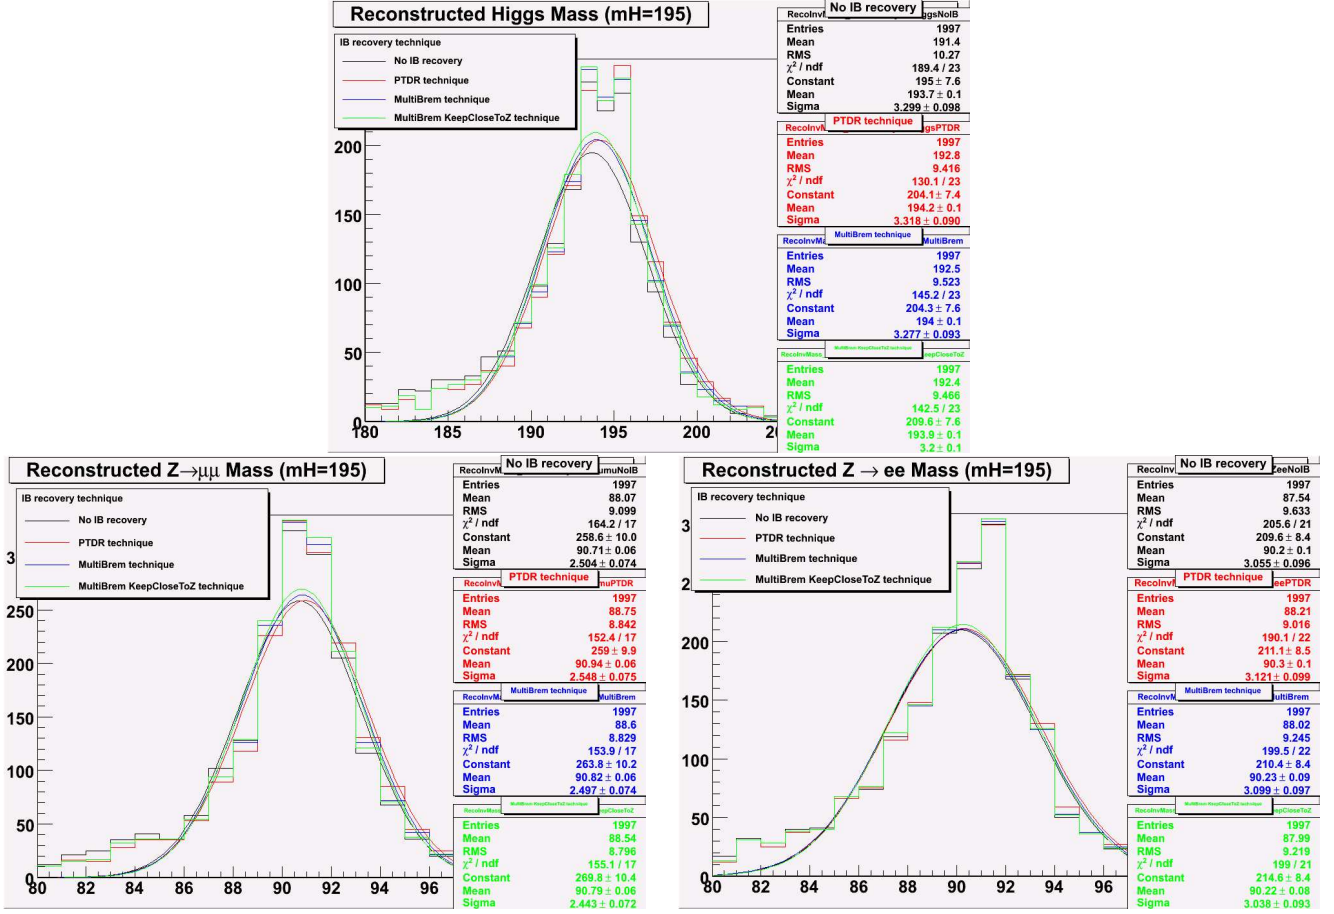 Reconstructed Higgs Mass (mH=195)
IB recovery technique
No IB recovery
PTDR technique
MultiBrem technique
MultiBrem KeepCloseToZ technique
200
150
100
50
0
180
185
190
195
200
No IB recovery
Entries 1997
Mean 191.4
RMS 10.27
χ² / ndf 189.4 / 23
Constant 195 ± 7.6
Mean 193.7 ± 0.1
Sigma 3.299 ± 0.098
PTDR technique
Entries 1997
Mean 192.8
RMS 9.416
χ² / ndf 130.1 / 23
Constant 204.1 ± 7.4
Mean 194.2 ± 0.1
Sigma 3.318 ± 0.090
MultiBrem technique
Entries 1997
Mean 192.5
RMS 9.523
χ² / ndf 145.2 / 23
Constant 204.3 ± 7.6
Mean 194 ± 0.1
Sigma 3.277 ± 0.093
MultiBrem KeepCloseToZ technique
Entries 1997
Mean 192.4
RMS 9.466
χ² / ndf 142.5 / 23
Constant 209.6 ± 7.6
Mean 193.9 ± 0.1
Sigma 3.2 ± 0.1
Reconstructed Z→μμ Mass (mH=195)
IB recovery technique
No IB recovery
PTDR technique
MultiBrem technique
MultiBrem KeepCloseToZ technique
250
200
150
100
50
0
80
82
84
86
88
90
92
94
96
No IB recovery
Entries 1997
Mean 88.07
RMS 9.099
χ² / ndf 164.2 / 17
Constant 258.6 ± 10.0
Mean 90.71 ± 0.06
Sigma 2.504 ± 0.074
PTDR technique
Entries 1997
Mean 88.75
RMS 8.842
χ² / ndf 152.4 / 17
Constant 259 ± 9.9
Mean 90.94 ± 0.06
Sigma 2.548 ± 0.075
MultiBrem technique
Entries 1997
Mean 88.6
RMS 8.829
χ² / ndf 153.9 / 17
Constant 263.8 ± 10.2
Mean 90.82 ± 0.06
Sigma 2.497 ± 0.074
MultiBrem KeepCloseToZ technique
Entries 1997
Mean 88.54
RMS 8.796
χ² / ndf 155.1 / 17
Constant 269.8 ± 10.4
Mean 90.79 ± 0.06
Sigma 2.443 ± 0.072
Reconstructed Z → ee Mass (mH=195)
IB recovery technique
No IB recovery
PTDR technique
MultiBrem technique
MultiBrem KeepCloseToZ technique
200
150
100
50
0
80
82
84
86
88
90
92
94
96
No IB recovery
Entries 1997
Mean 87.54
RMS 9.633
χ² / ndf 205.6 / 21
Constant 209.6 ± 8.4
Mean 90.2 ± 0.1
Sigma 3.055 ± 0.096
PTDR technique
Entries 1997
Mean 88.21
RMS 9.016
χ² / ndf 190.1 / 22
Constant 211.1 ± 8.5
Mean 90.3 ± 0.1
Sigma 3.121 ± 0.099
MultiBrem technique
Entries 1997
Mean 88.02
RMS 9.245
χ² / ndf 199.5 / 22
Constant 210.4 ± 8.4
Mean 90.23 ± 0.09
Sigma 3.099 ± 0.097
MultiBrem KeepCloseToZ technique
Entries 1997
Mean 87.99
RMS 9.219
χ² / ndf 199 / 21
Constant 214.6 ± 8.4
Mean 90.22 ± 0.08
Sigma 3.038 ± 0.093